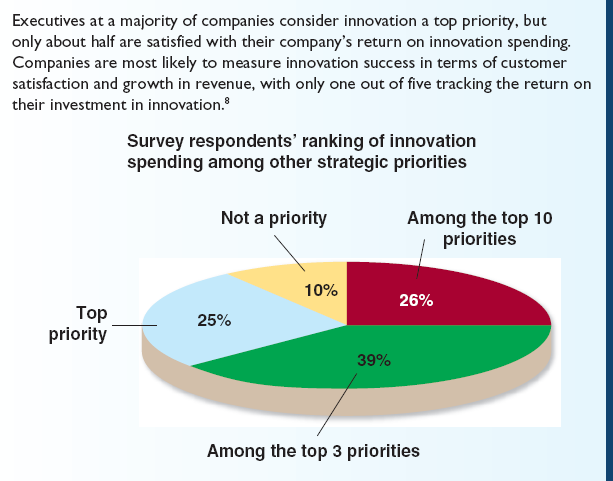 Executives at a majority of companies consider innovation a top priority, but
only about half are satisfied with their company's return on innovation spending.
Companies are most likely to measure innovation success in terms of customer
satisfaction and growth in revenue, with only one out of five tracking the return on
their investment in innovation.⁸
Survey respondents' ranking of innovation
spending among other strategic priorities
Not a priority
Among the top 10
priorities
10%
26%
Top
priority
25%
39%
Among the top 3 priorities